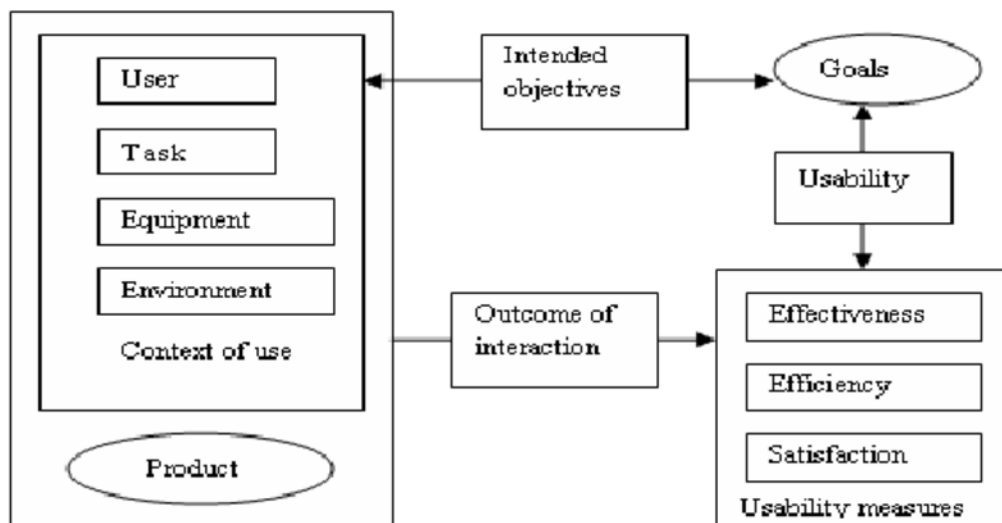 User
Task
Equipment
Environment
Context of use
Product
Intended
objectives
Goals
Usability
Outcome of
interaction
Effectiveness
Efficiency
Satisfaction
Usability measures